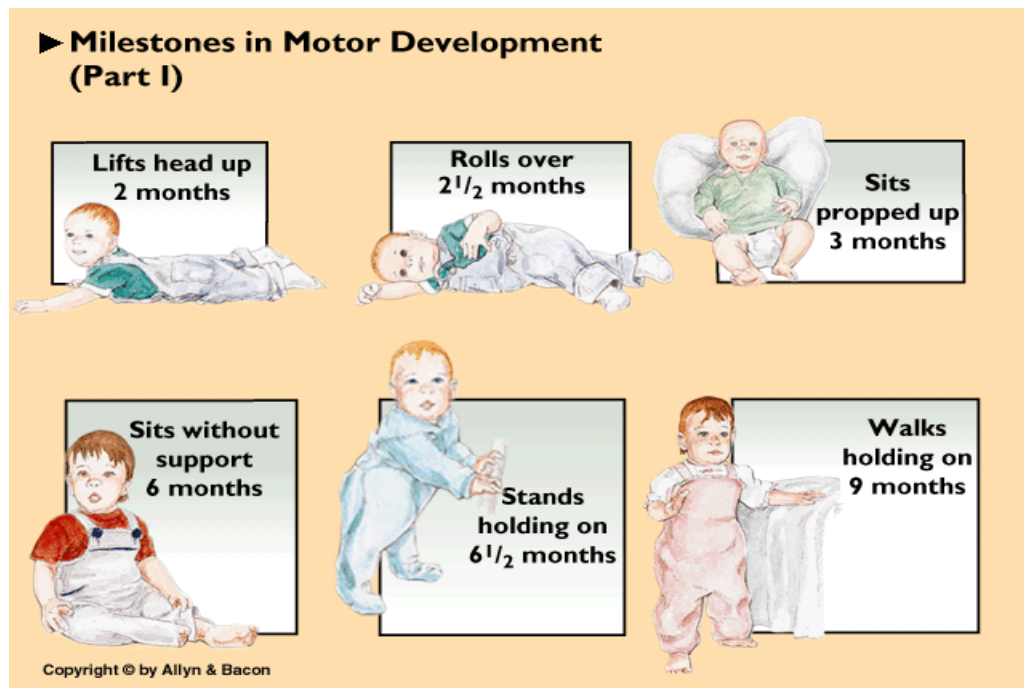 ► Milestones in Motor Development
(Part I)
Lifts head up
2 months
Rolls over
2 1/2 months
Sits
propped up
3 months
Sits without
support
6 months
Stands
holding on
6 1/2 months
Walks
holding on
9 months
Copyright © by Allyn & Bacon